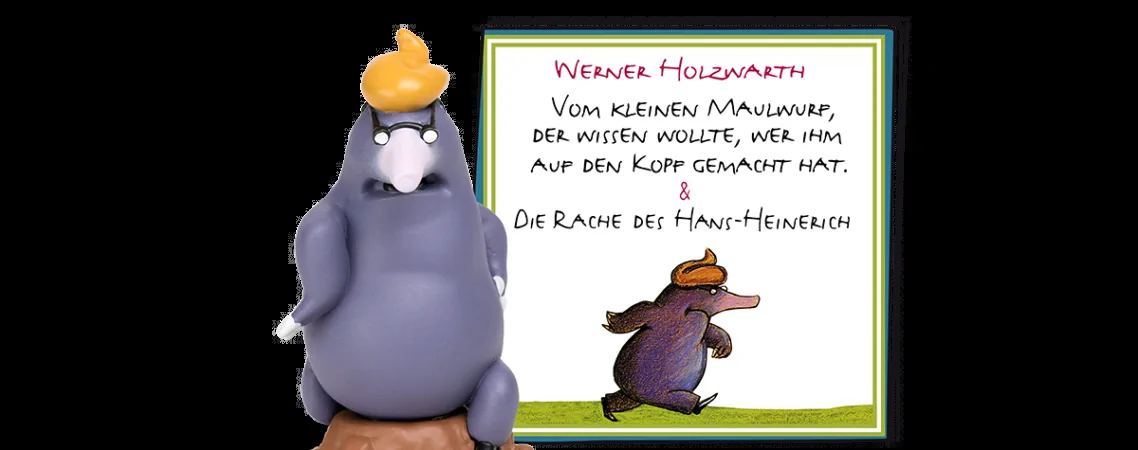 WERNER HOLZWARTH
VOM KLEINEN MAULWURF,
DER WISSEN WOLLTE, WER IHM
AUF DEN KOPF GEMACHT HAT.
&
DIE RACHE DES HANS-HEINERICH